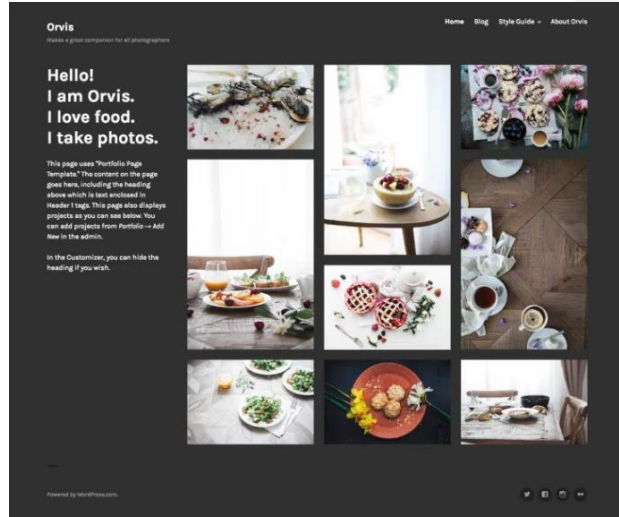 Orvis
Makes a great companion for all photographers
Home Blog Style Guide About Orvis
Hello!
I am Orvis.
I love food.
I take photos.
This page uses "Portfolio Page
Template." The content on the page
goes here, including the heading
above which is text enclosed in
Header 1 tags. This page also displays
projects as you can see below. You
can add projects from Portfolio -> Add
New in the admin.
In the Customizer, you can hide the
heading if you wish.
Powered by WordPress.com.